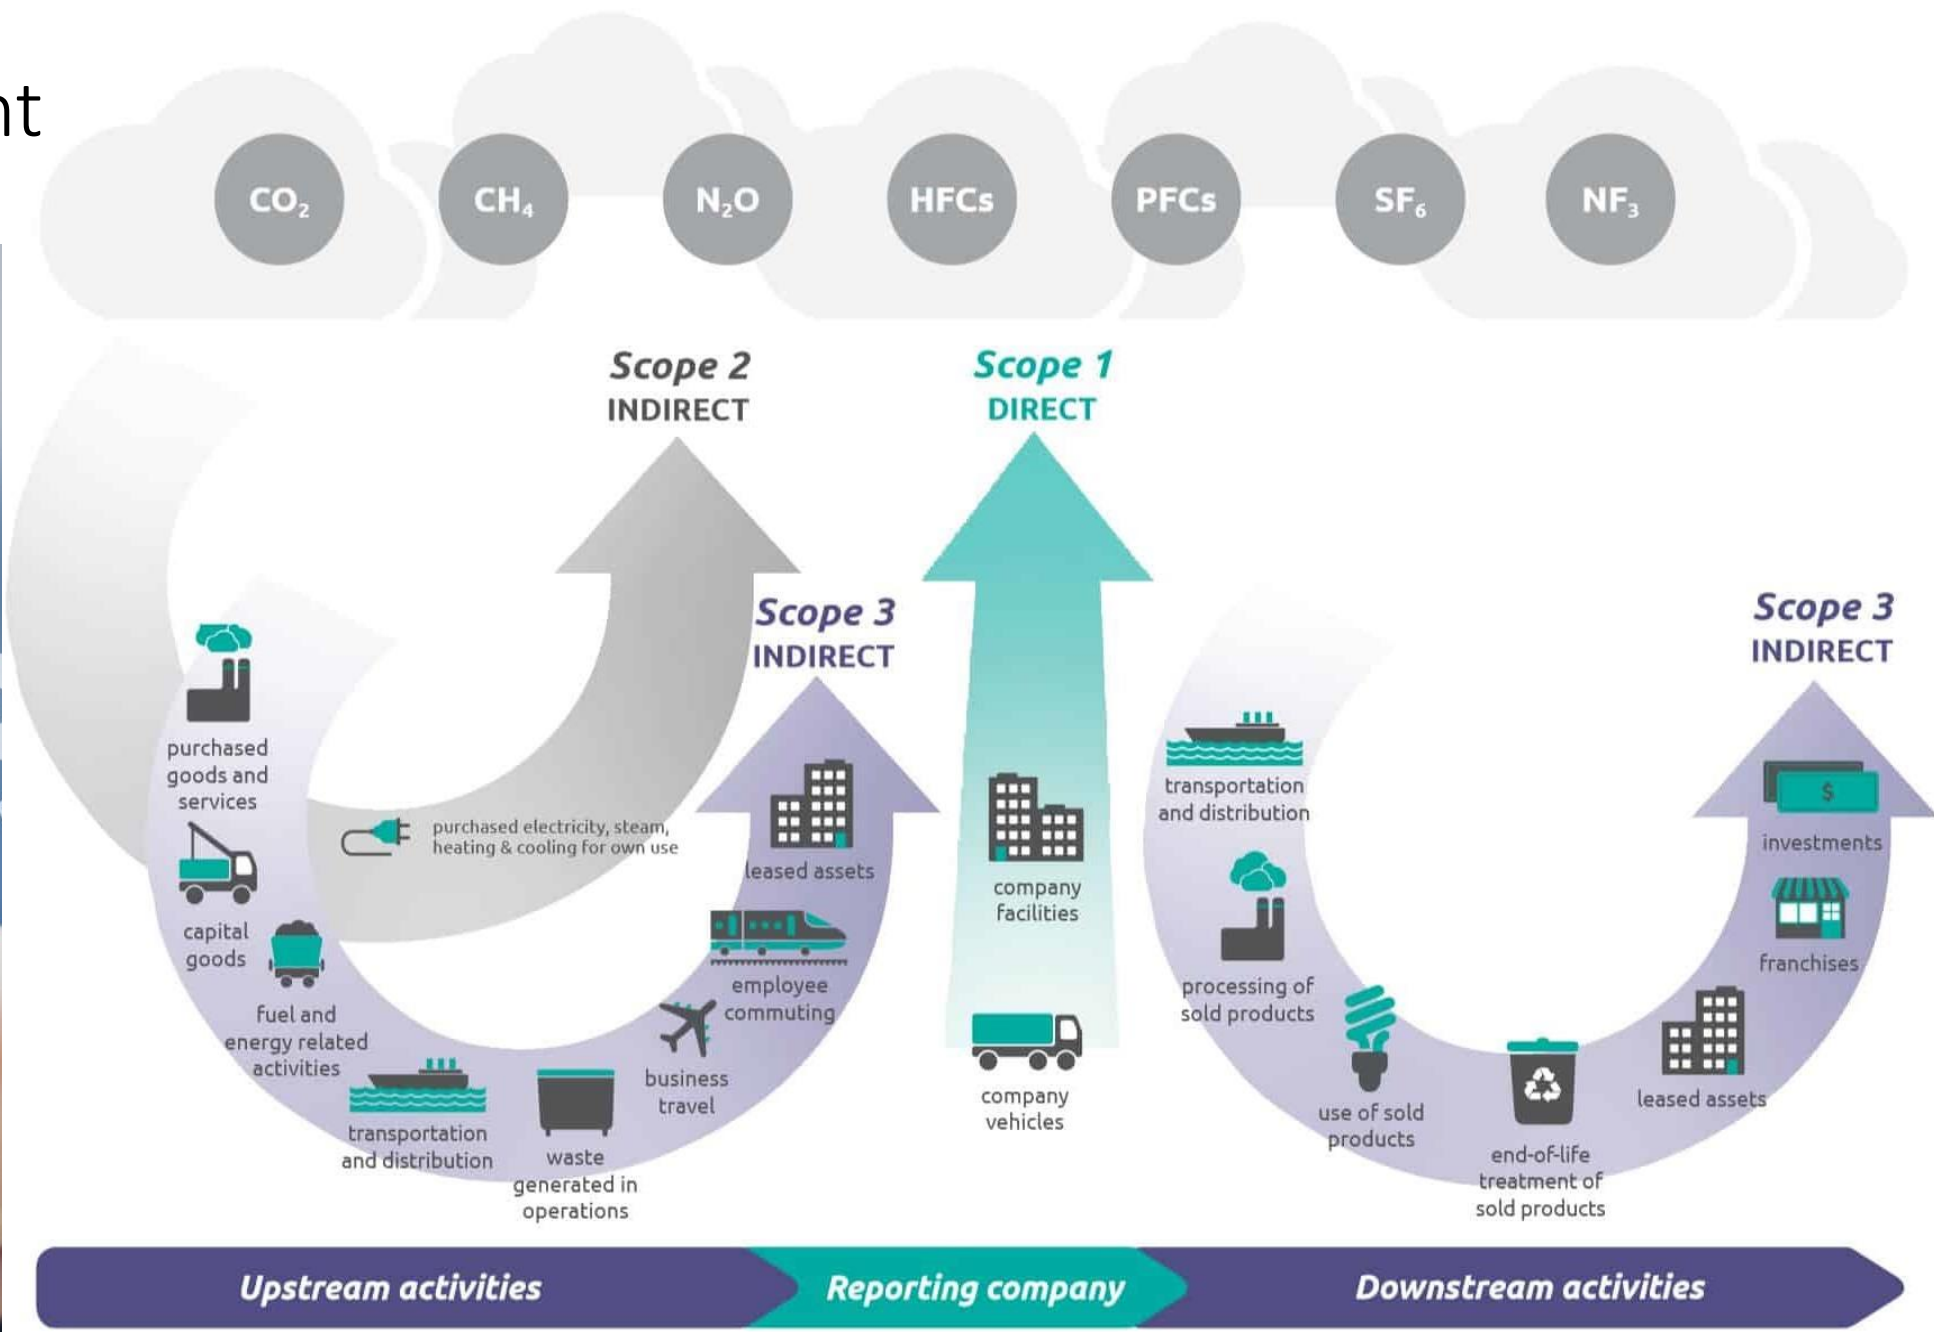 nt
CO₂
CH₄
N₂O
HFCs
PFCs
SF₆
NF₃
Scope 2
INDIRECT
Scope 1
DIRECT
Scope 3
INDIRECT
Scope 3
INDIRECT
purchased
goods and
services
capital
goods
fuel and
energy related
activities
transportation
and distribution
waste
generated in
operations
business
travel
employee
commuting
leased assets
purchased electricity, steam,
heating & cooling for own use
company
facilities
company
vehicles
transportation
and distribution
processing of
sold products
use of sold
products
end-of-life
treatment of
sold products
leased assets
franchises
$
investments
Upstream activities
Reporting company
Downstream activities